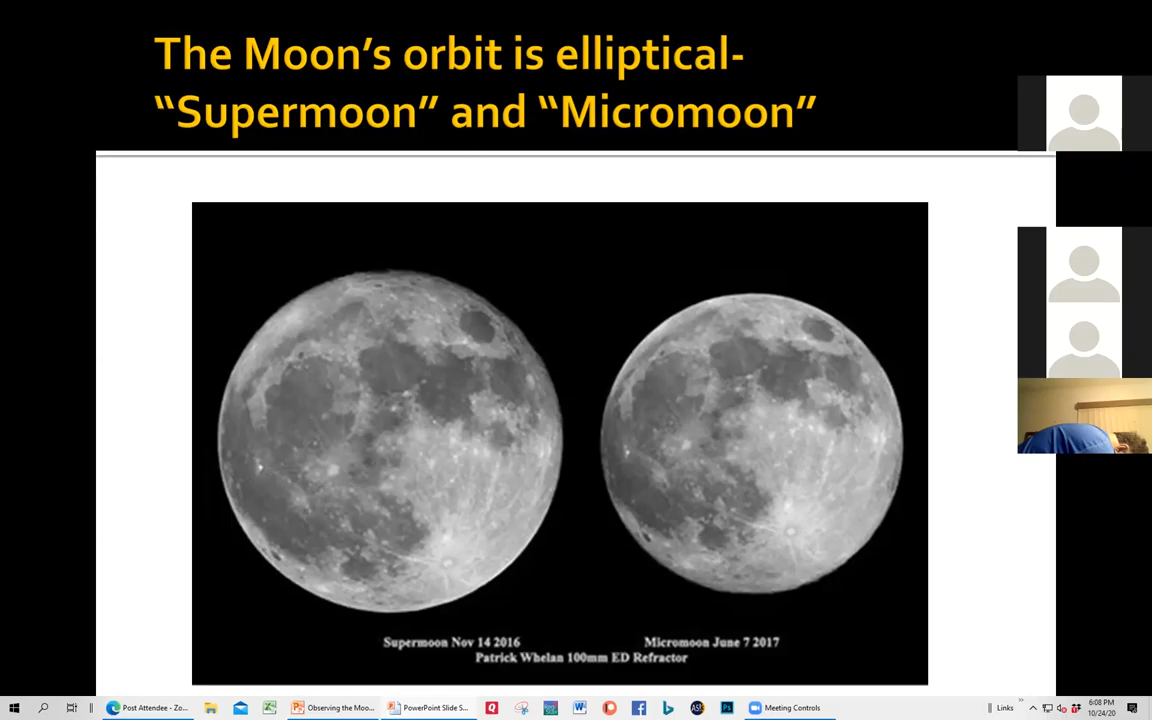 The Moon's orbit is elliptical-
“Supermoon” and “Micromoon”
Supermoon Nov 14 2016
Micromoon June 7 2017
Patrick Whelan 100mm ED Refractor
Post Attendee - Zo...
Observing the Moo...
PowerPoint Slide S...
Meeting Controls
Links
6:08 PM
10/24/20